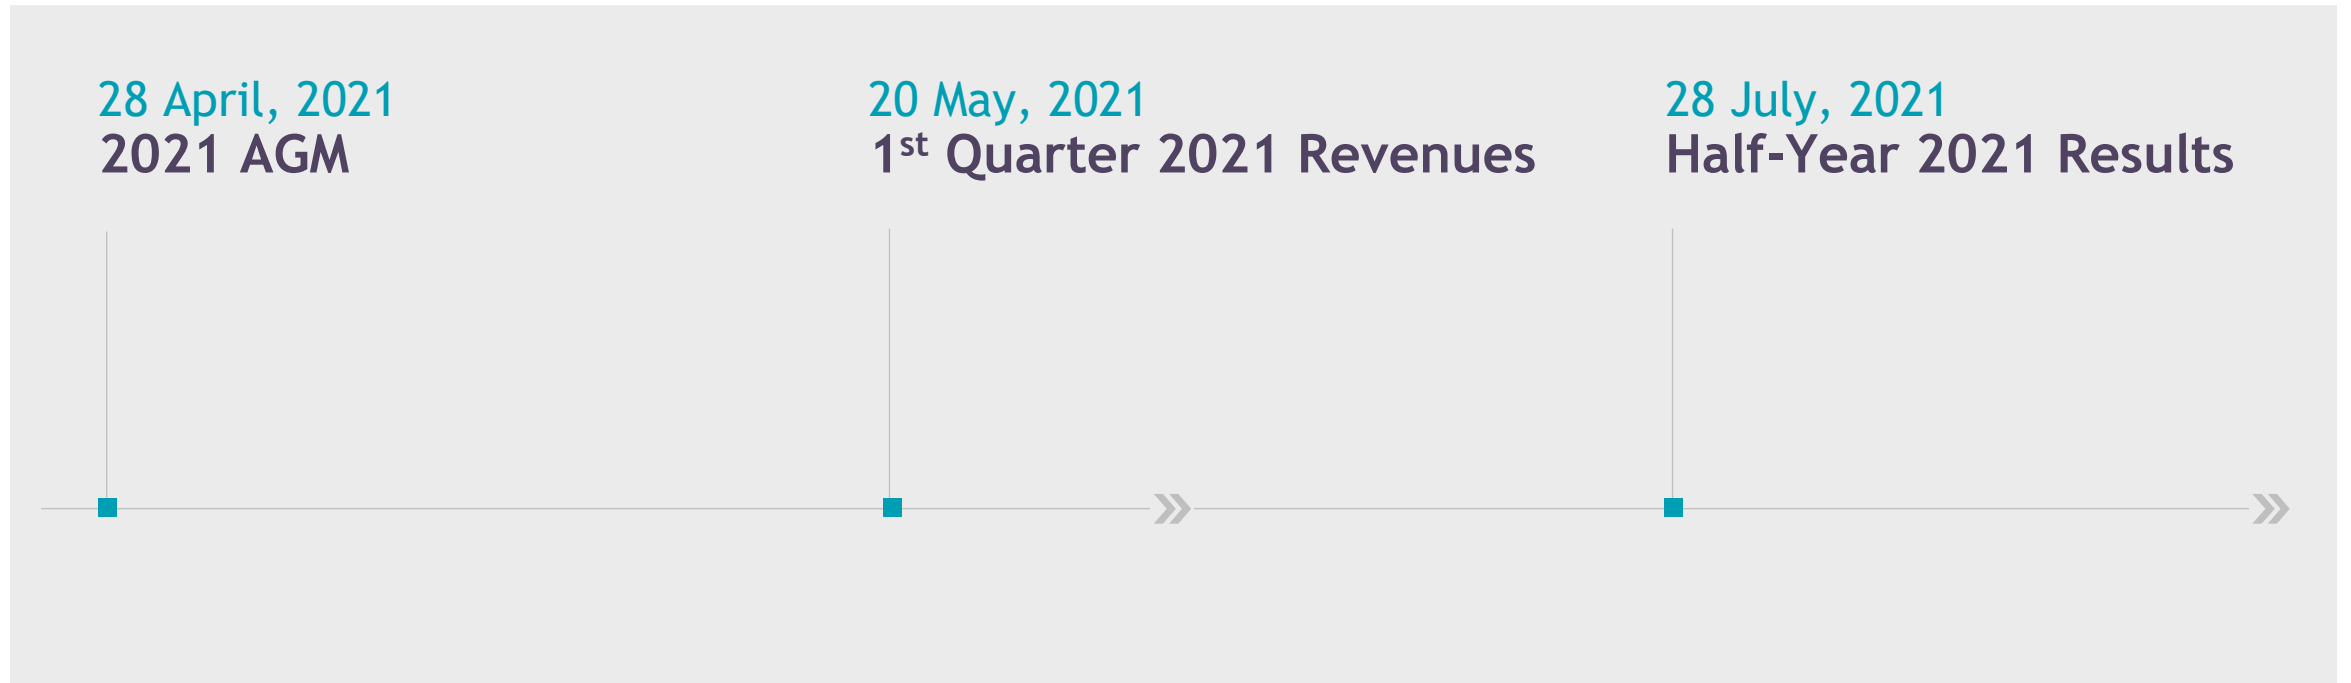 28 April, 2021
2021 AGM
20 May, 2021
1st Quarter 2021 Revenues
28 July, 2021
Half-Year 2021 Results